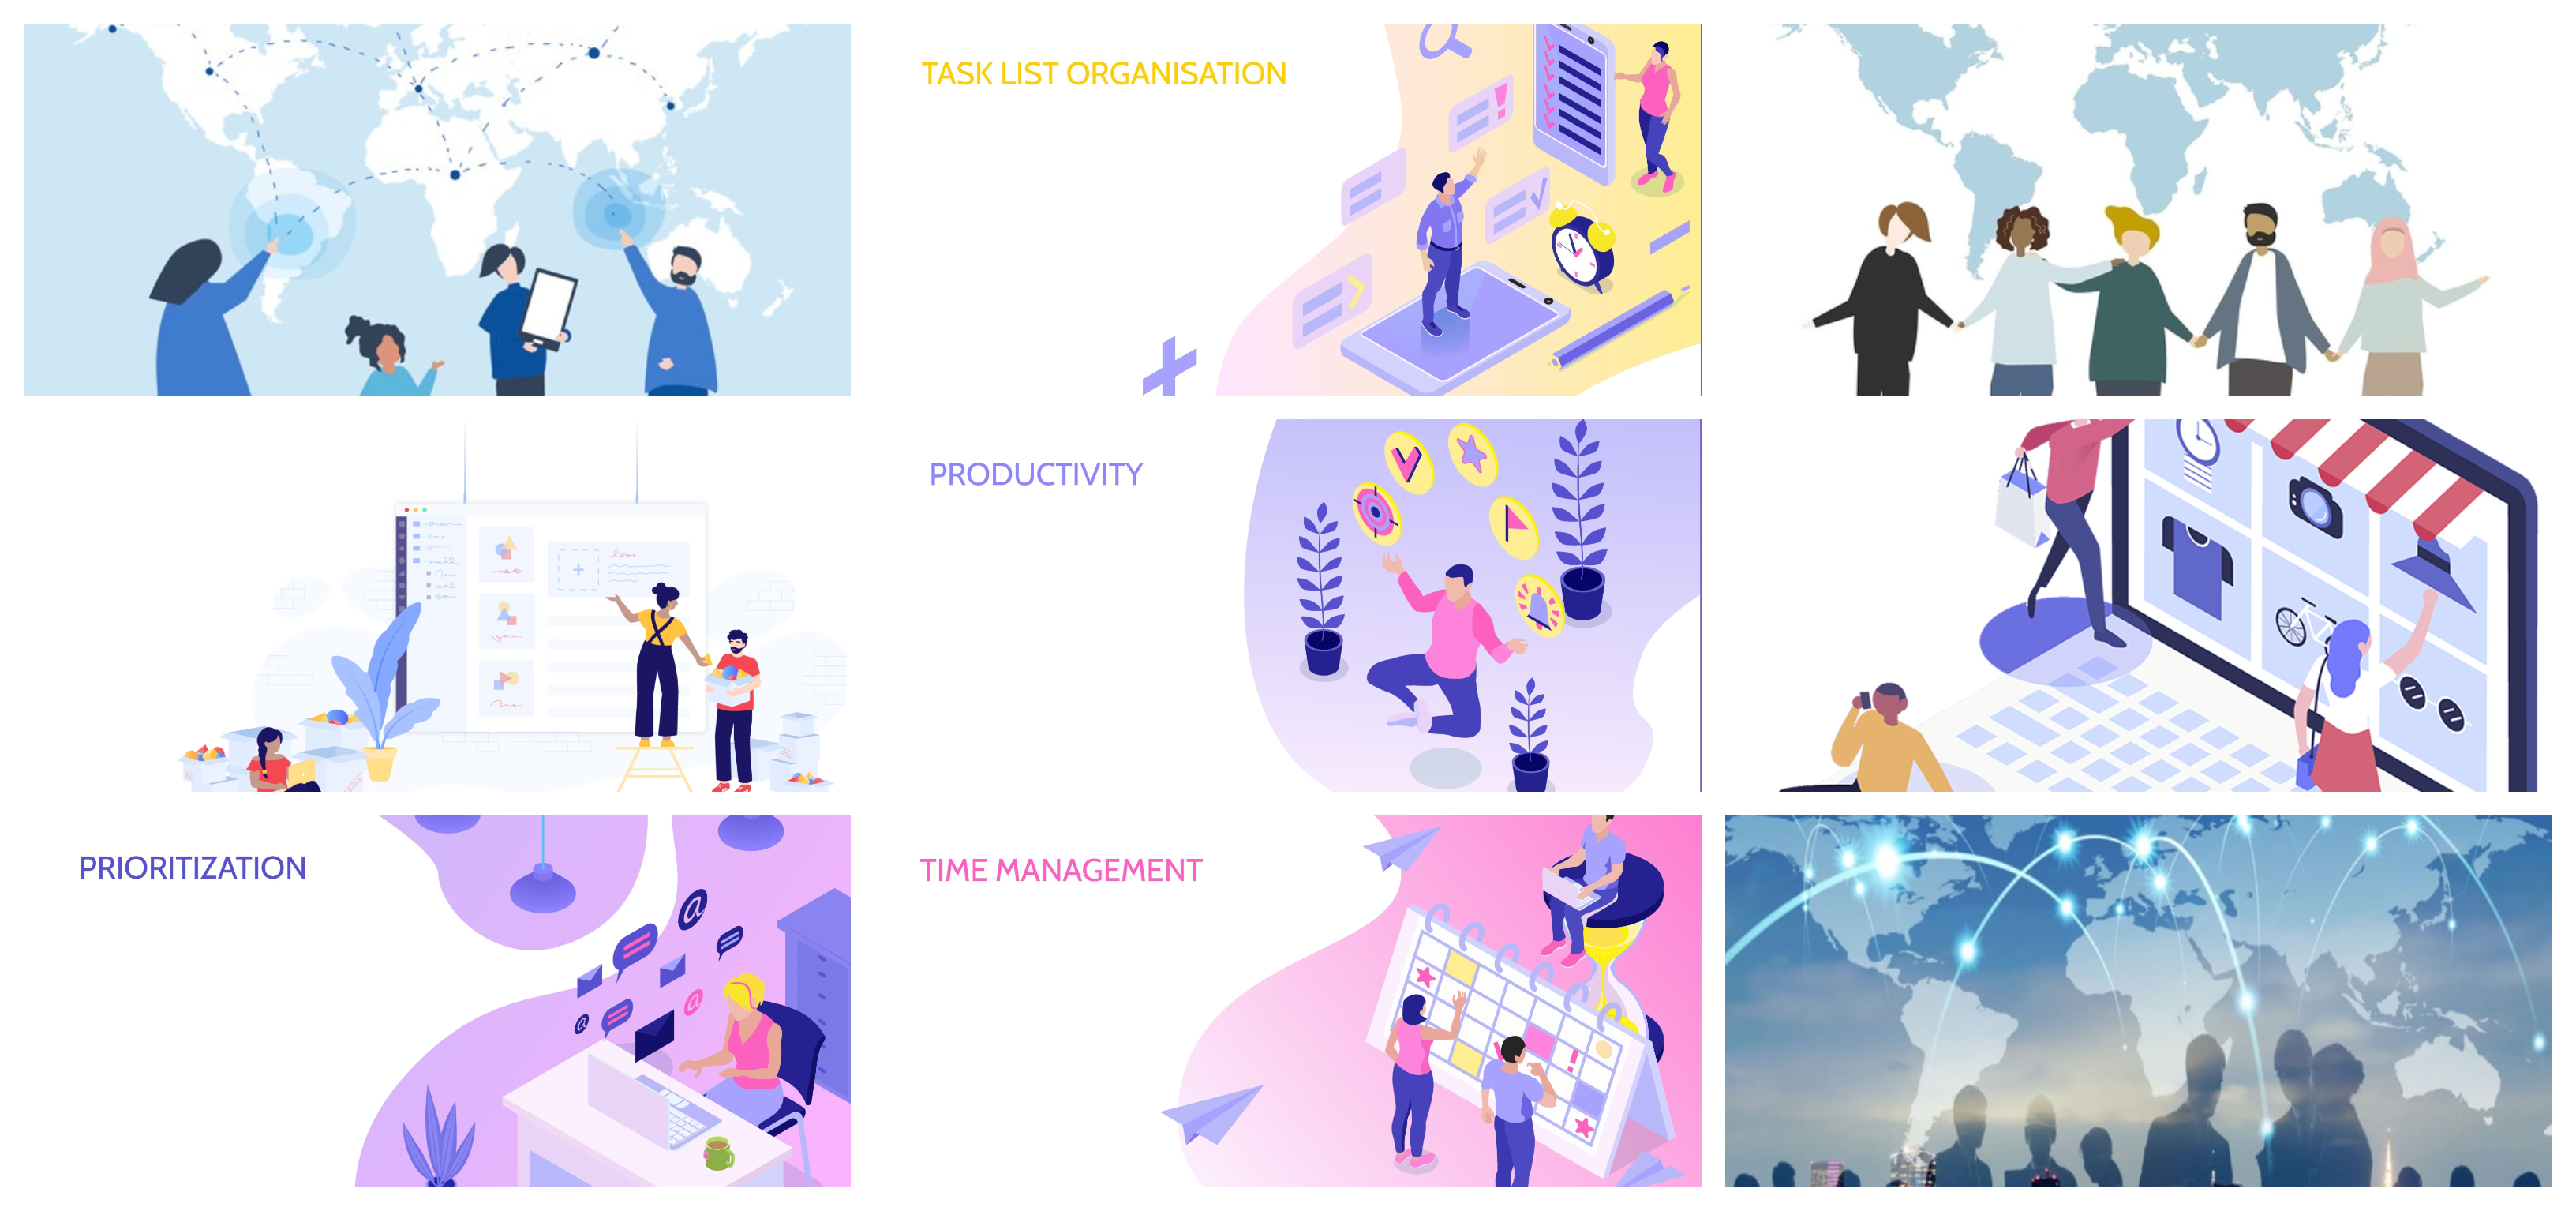 TASK LIST ORGANISATION
PRODUCTIVITY
PRIORITIZATION
TIME MANAGEMENT